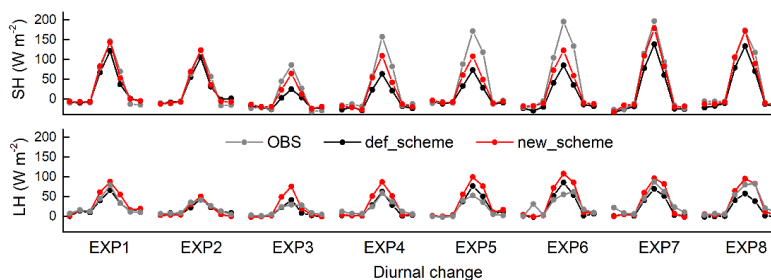 SH (W m-2)
200
150
100
50
0
OBS def_scheme new_scheme
LH (W m-2)
200
150
100
50
0
EXP1 EXP2 EXP3 EXP4 EXP5 EXP6 EXP7 EXP8
Diurnal change